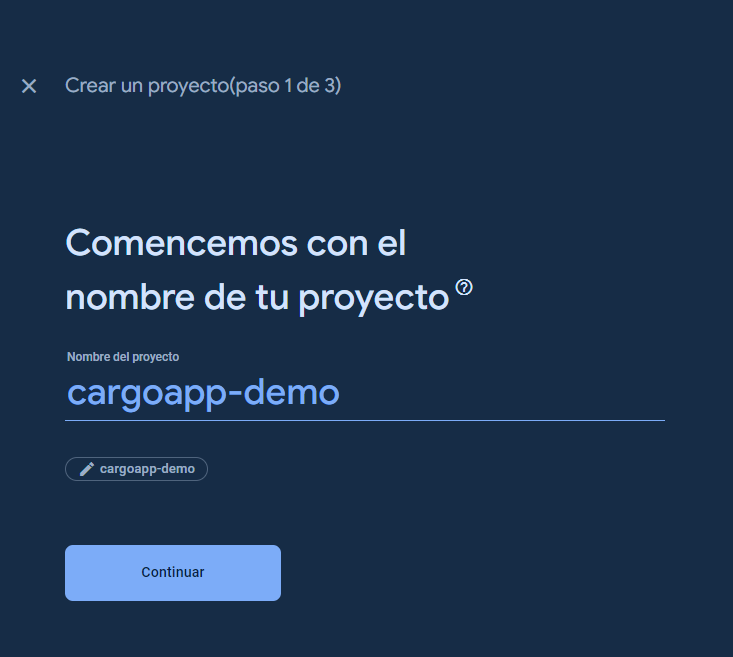 Crear un proyecto(paso 1 de 3)
Comencemos con el
nombre de tu proyecto
Nombre del proyecto
cargoapp-demo
cargoapp-demo
Continuar